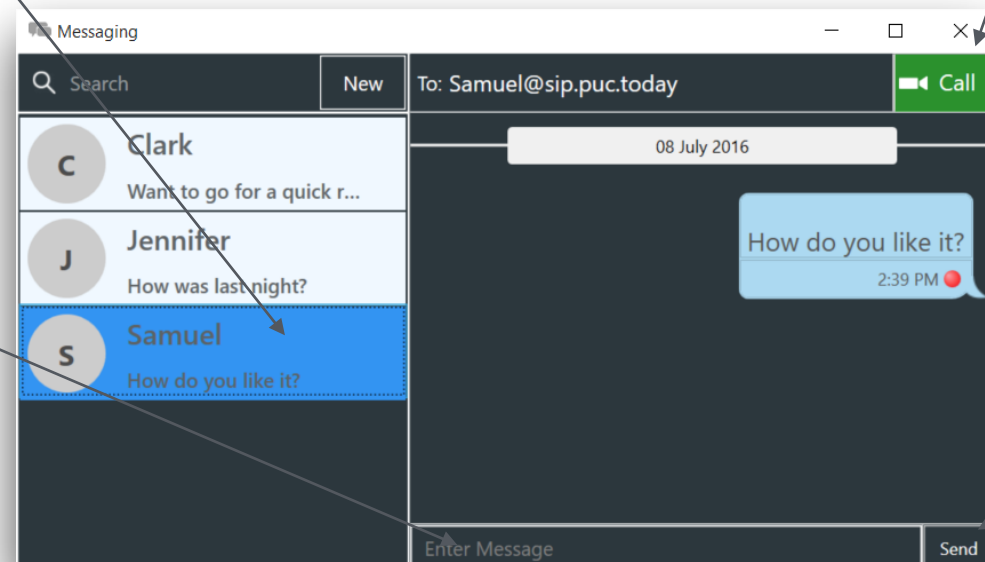 Messaging
Search
New
To: Samuel@sip.puc.today
Call
C
Clark
Want to go for a quick r...
J
Jennifer
How was last night?
S
Samuel
How do you like it?
08 July 2016
How do you like it?
2:39 PM
Enter Message
Send